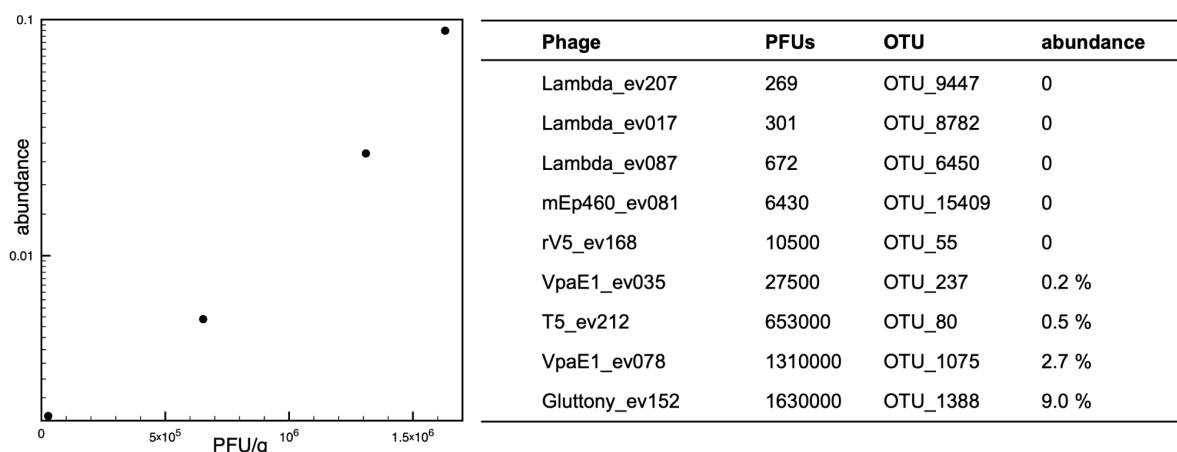 0.1
0.01
abundance
0
5×10⁵
10⁶
1.5×10⁶
PFU/g
Phage PFUs OTU abundance
Lambda_ev207 269 OTU_9447 0
Lambda_ev017 301 OTU_8782 0
Lambda_ev087 672 OTU_6450 0
mEp460_ev081 6430 OTU_15409 0
rV5_ev168 10500 OTU_55 0
VpaE1_ev035 27500 OTU_237 0.2 %
T5_ev212 653000 OTU_80 0.5 %
VpaE1_ev078 1310000 OTU_1075 2.7 %
Gluttony_ev152 1630000 OTU_1388 9.0 %